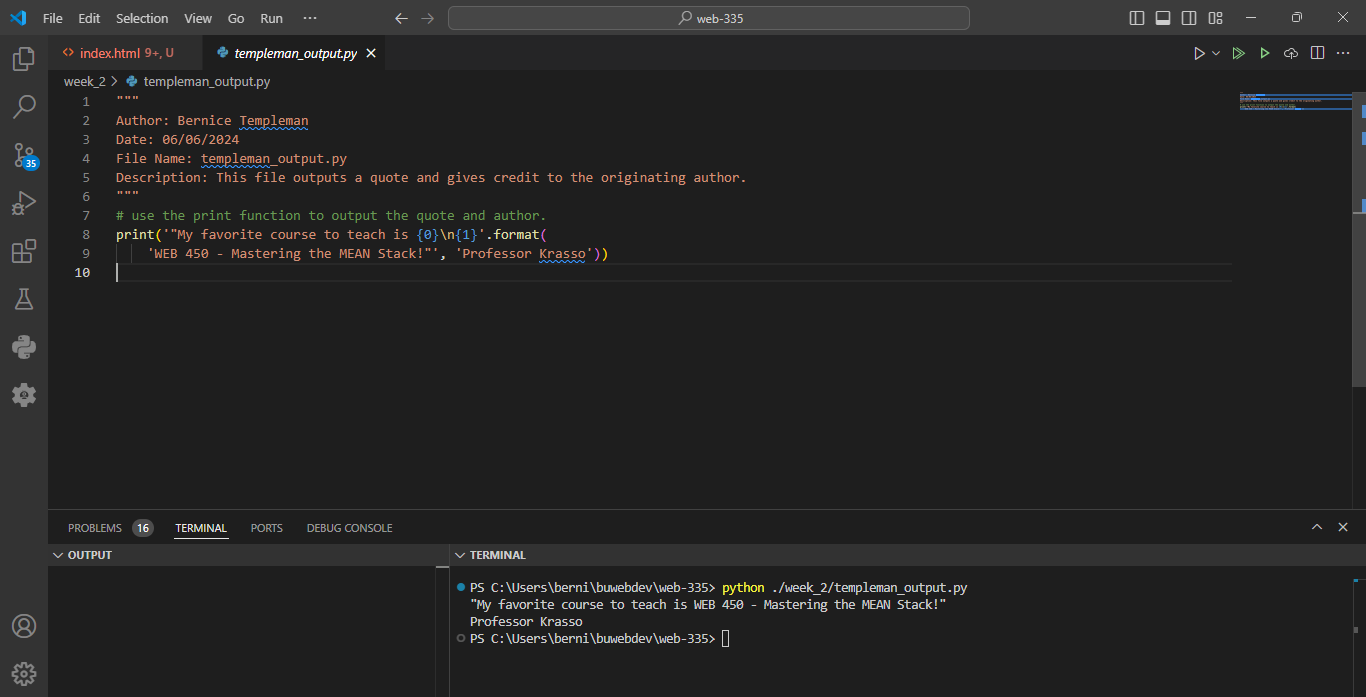 File Edit Selection View Go Run ··· web-335
index.html 9+, U templeman_output.py
week_2 > templeman_output.py
1 """
2 Author: Bernice Templeman
3 Date: 06/06/2024
4 File Name: templeman_output.py
5 Description: This file outputs a quote and gives credit to the originating author.
6 """
7 # use the print function to output the quote and author.
8 print('"My favorite course to teach is {0}\n{1}'.format(
9 'WEB 450 - Mastering the MEAN Stack!"', 'Professor Krasso'))
10
35
PROBLEMS 16 TERMINAL PORTS DEBUG CONSOLE
OUTPUT
TERMINAL
PS C:\Users\berni\buwebdev\web-335> python ./week_2/templeman_output.py
"My favorite course to teach is WEB 450 - Mastering the MEAN Stack!"
Professor Krasso
PS C:\Users\berni\buwebdev\web-335>